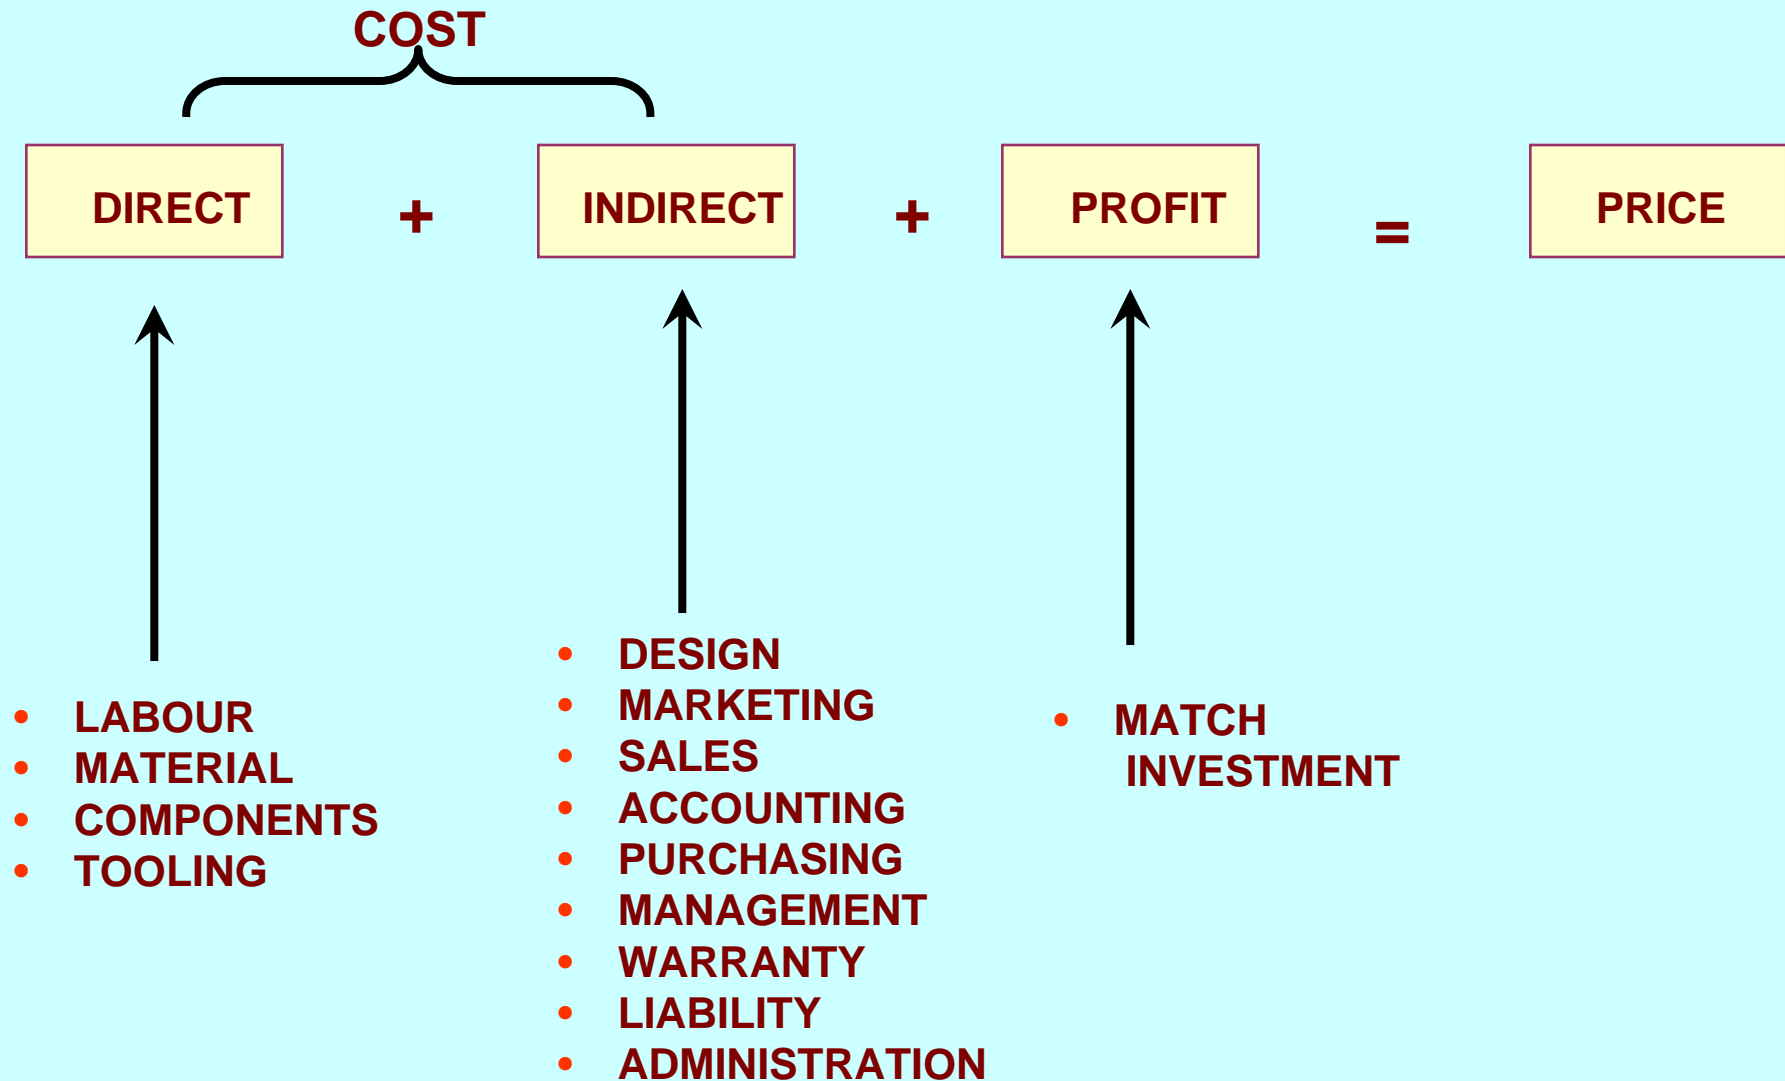 COST
DIRECT + INDIRECT + PROFIT = PRICE
• LABOUR
• MATERIAL
• COMPONENTS
• TOOLING
• DESIGN
• MARKETING
• SALES
• ACCOUNTING
• PURCHASING
• MANAGEMENT
• WARRANTY
• LIABILITY
• ADMINISTRATION
• MATCH
INVESTMENT